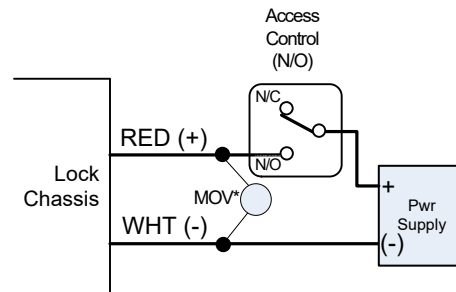 Access
Control
(N/O)
N/C
RED (+)
N/O
Lock
Chassis
MOV*
WHT (-)
+
Pwr
Supply
(-)